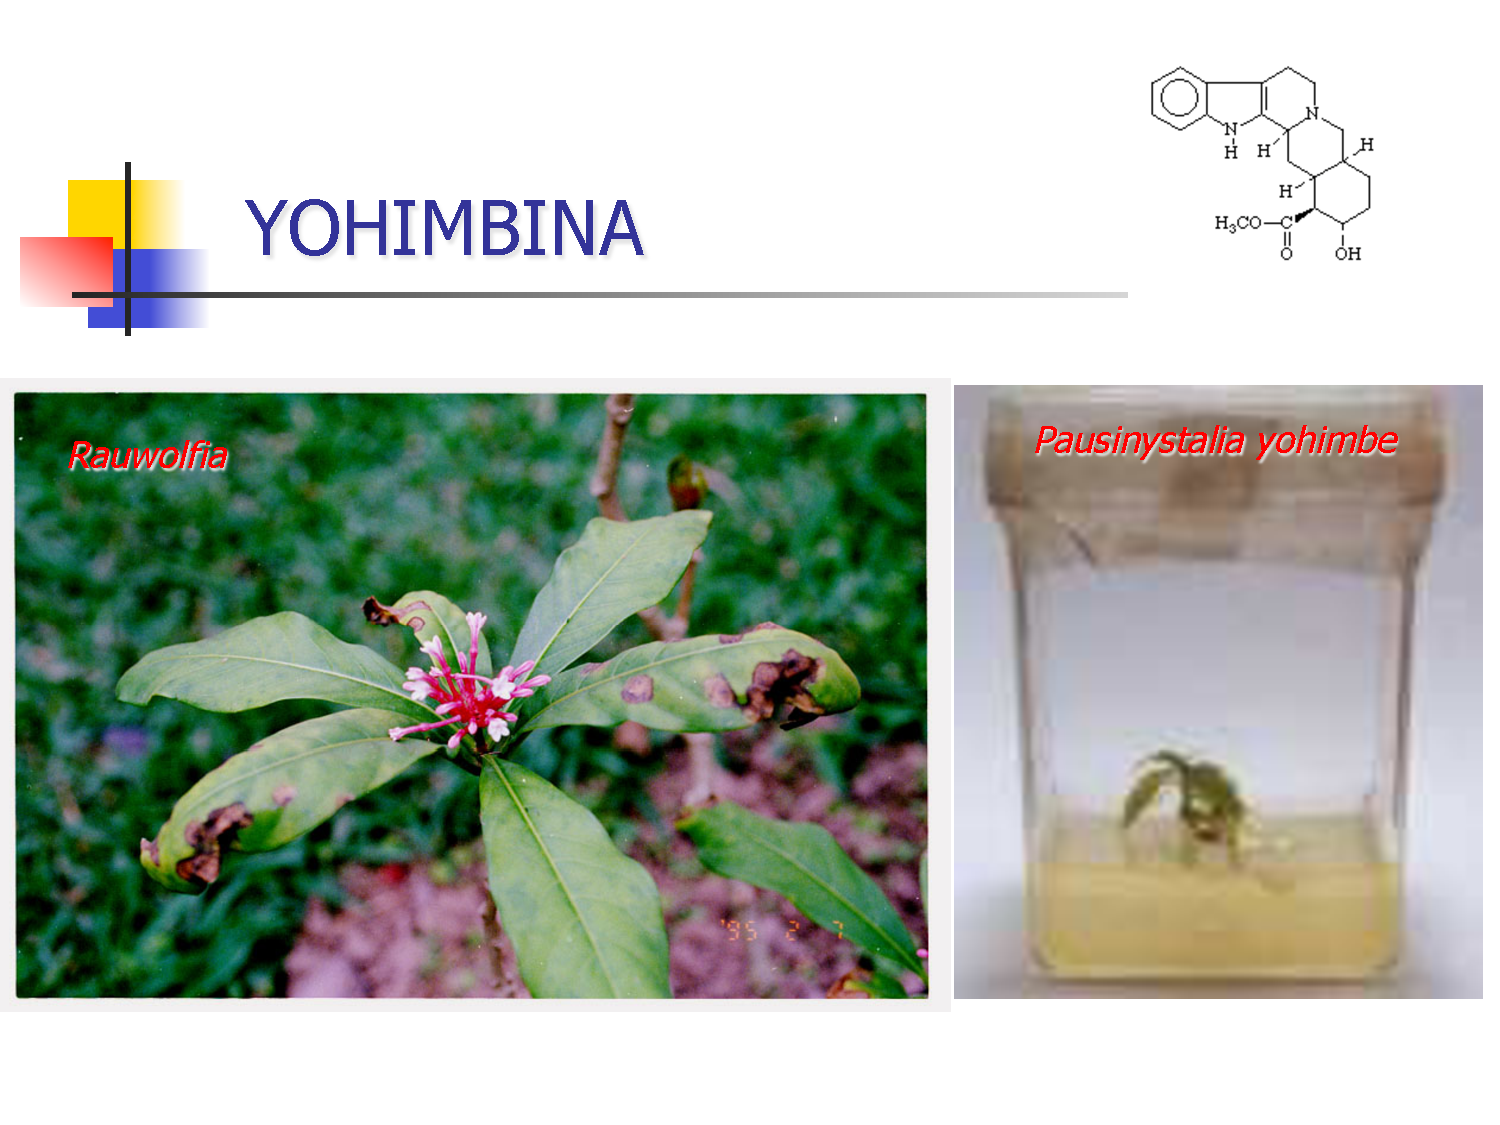 YOHIMBINA
N
N
H
H
H
H
H₃CO
C
O
OH
Rauwolfia
Pausinystalia yohimbe
'95 2 7